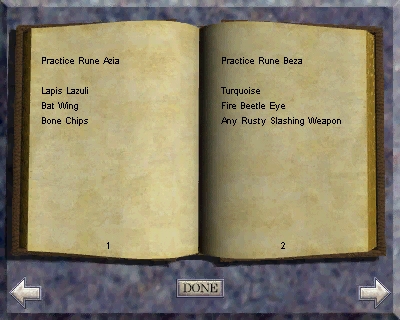 Practice Rune Azia
Lapis Lazuli
Bat Wing
Bone Chips
1
Practice Rune Beza
Turquoise
Fire Beetle Eye
Any Rusty Slashing Weapon
2
DONE